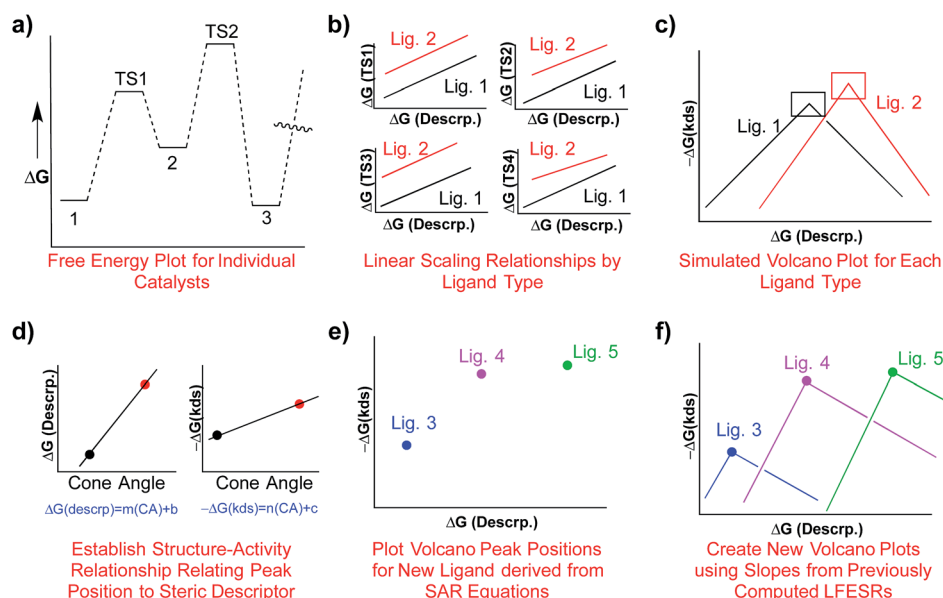 a)
TS2
TS1
ΔG
1
2
3
Free Energy Plot for Individual
Catalysts
b)
ΔG (TS1)
Lig. 2
Lig. 1
ΔG (Descrp.)
ΔG (TS2)
Lig. 2
Lig. 1
ΔG (Descrp.)
ΔG (TS3)
Lig. 2
Lig. 1
ΔG (Descrp.)
ΔG (TS4)
Lig. 2
Lig. 1
ΔG (Descrp.)
Linear Scaling Relationships by
Ligand Type
c)
−ΔG(kds)
Lig. 1
Lig. 2
ΔG (Descrp.)
Simulated Volcano Plot for Each
Ligand Type
d)
ΔG (Descrp.)
Cone Angle
ΔG(descrp)=m(CA)+b
−ΔG(kds)
Cone Angle
−ΔG(kds)=n(CA)+c
Establish Structure-Activity
Relationship Relating Peak
Position to Steric Descriptor
e)
−ΔG(kds)
Lig. 3
Lig. 4
Lig. 5
ΔG (Descrp.)
Plot Volcano Peak Positions
for New Ligand derived from
SAR Equations
f)
−ΔG(kds)
Lig. 3
Lig. 4
Lig. 5
ΔG (Descrp.)
Create New Volcano Plots
using Slopes from Previously
Computed LFESRs